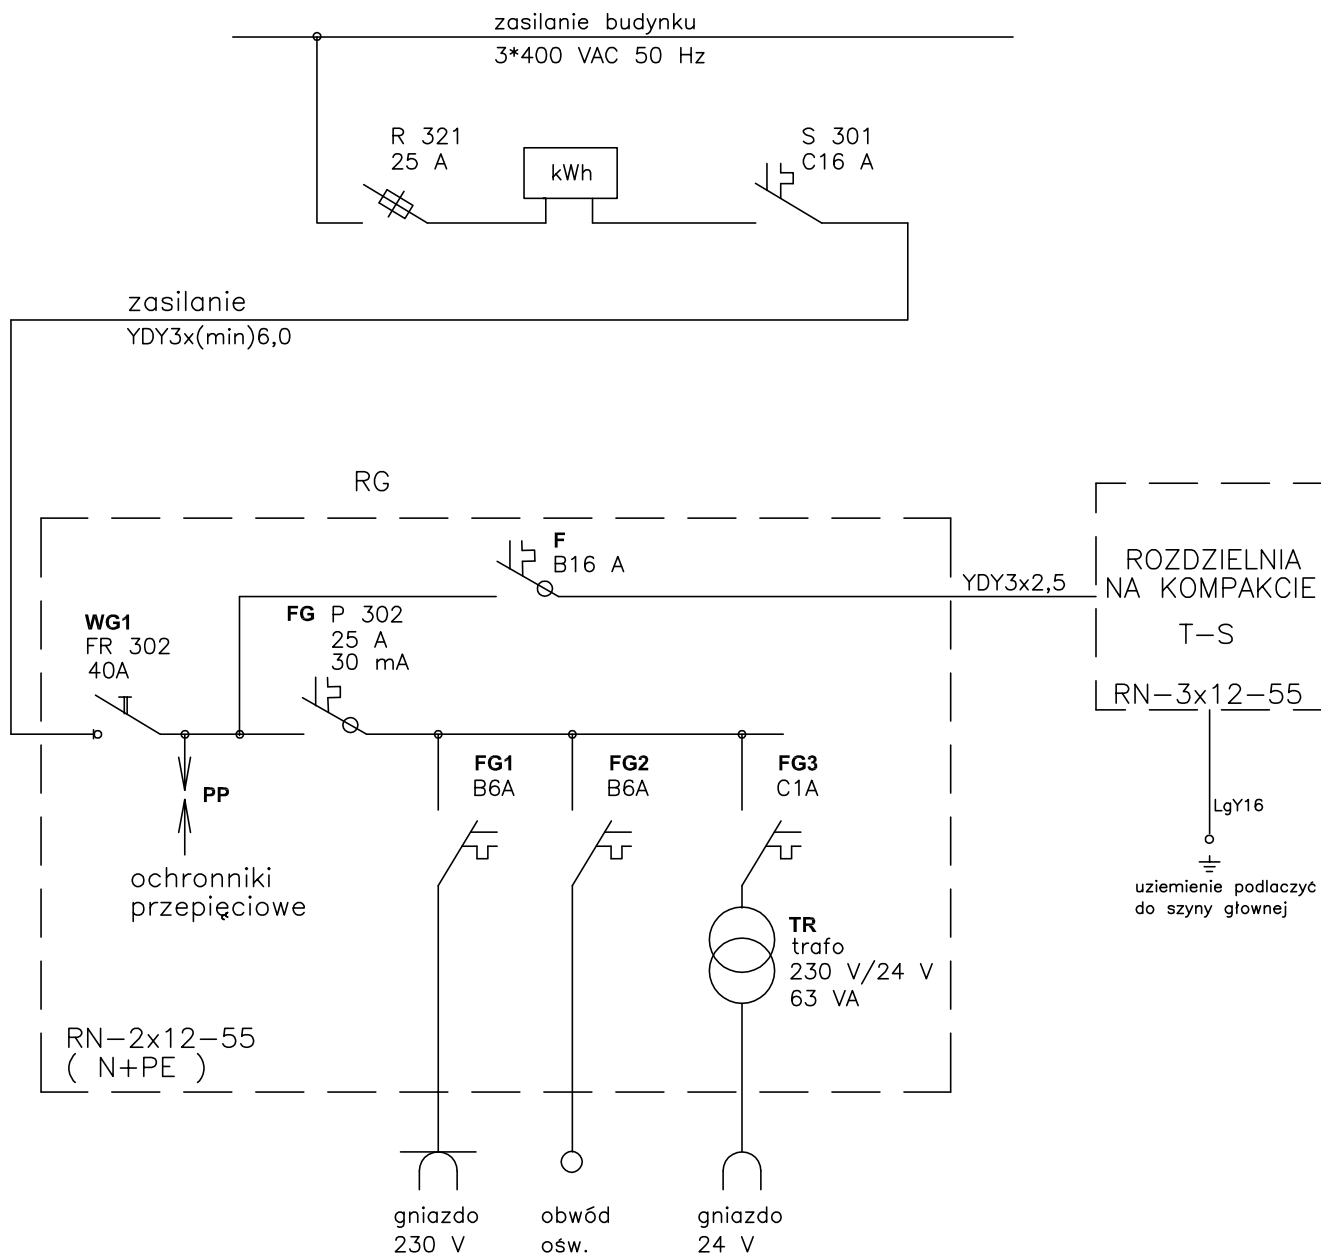 zasilanie budynku
3*400 VAC 50 Hz
R 321
25 A
kWh
S 301
C16 A
zasilanie
YDY3x(min)6,0
RG
F
B16 A
YDY3x2,5
ROZDZIELNIA
NA KOMPAKCIE
T-S
RN-3x12-55
WG1
FR 302
40A
FG P 302
25 A
30 mA
PP
ochronniki
przepięciowe
FG1
B6A
FG2
B6A
FG3
C1A
LgY16
uziemienie podlaczyć
do szyny głownej
TR
trafo
230 V/24 V
63 VA
RN-2x12-55
( N+PE )
gniazdo
230 V
obwód
ośw.
gniazdo
24 V